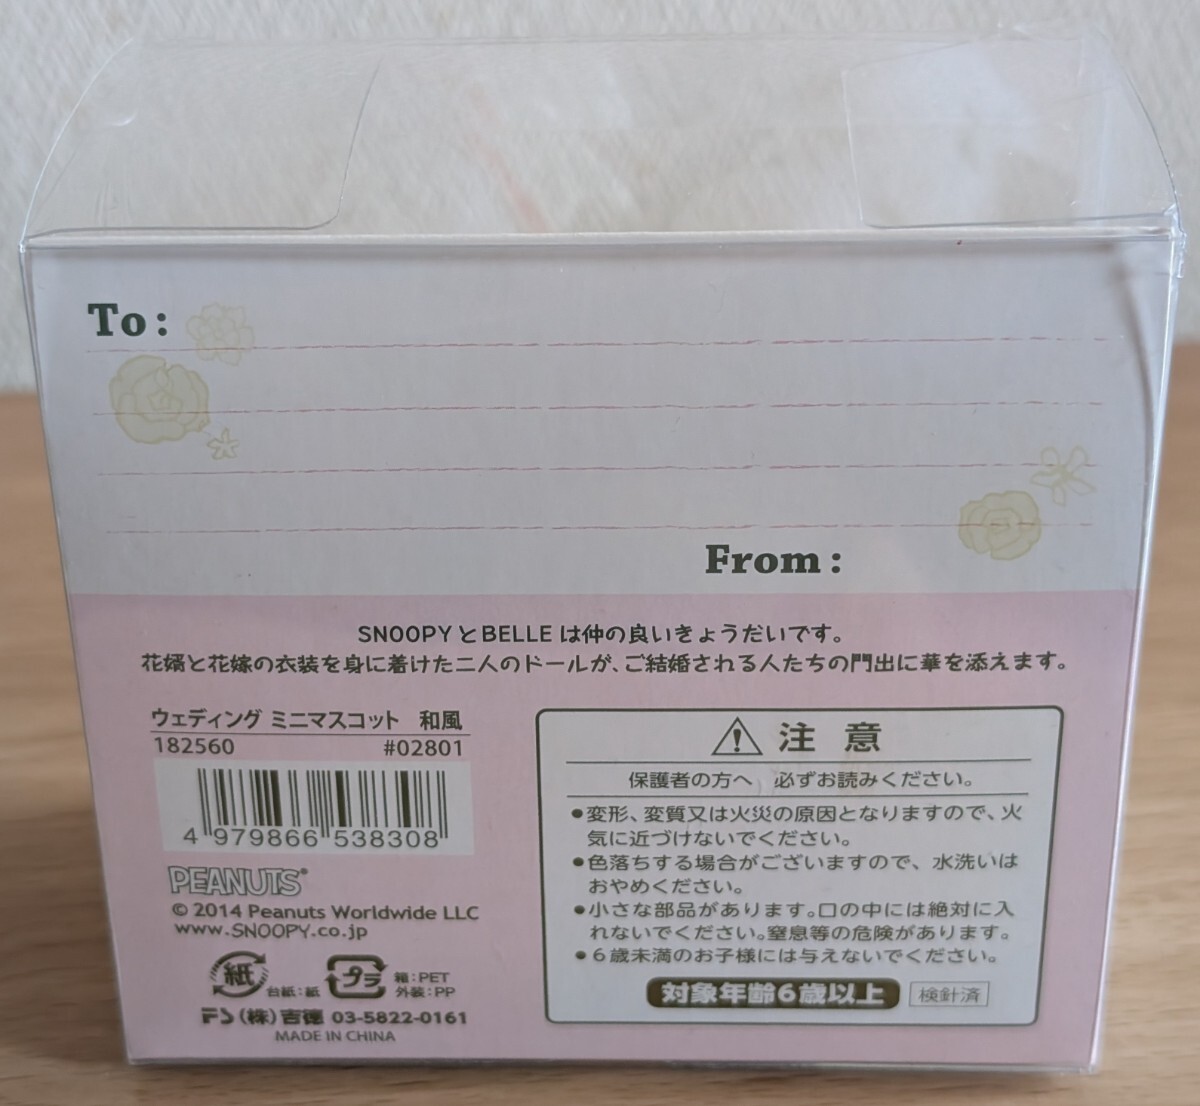 To :
From :
SNOOPYとBELLEは仲の良いきょうだいです。
花婿と花嫁の衣装を身に着けた二人のドールが、ご結婚される人たちの門出に華を添えます。
ウェディング ミニマスコット 和風
182560 #02801
4 979866 538308
PEANUTS®
© 2014 Peanuts Worldwide LLC
www.SNOOPY.co.jp
紙 台紙：紙
プラ 箱：PET
外装：PP
(株)吉德 03-5822-0161
MADE IN CHINA
注 意
保護者の方へ 必ずお読みください。
●変形、変質又は火災の原因となりますので、火
気に近づけないでください。
●色落ちする場合がございますので、水洗いは
おやめください。
●小さな部品があります。口の中には絶対に入
れないでください。窒息等の危険があります。
●６歳未満のお子様には与えないでください。
対象年齢6歳以上
検針済